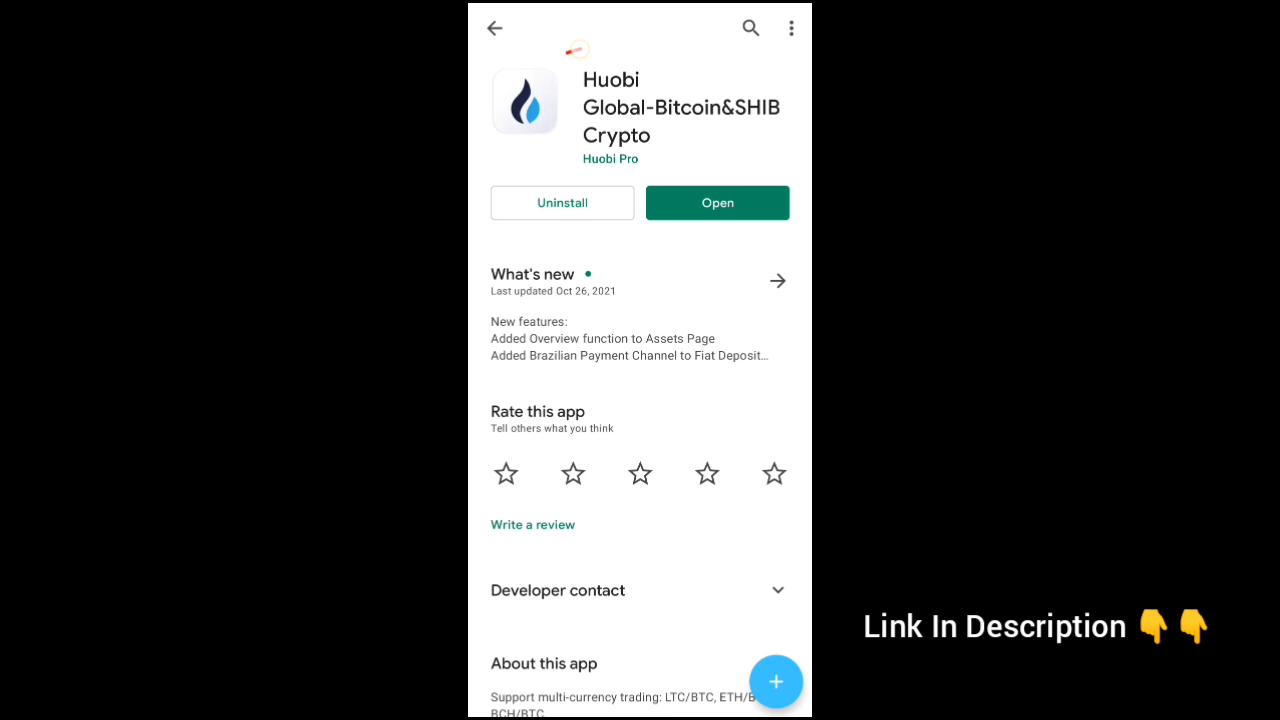 Huobi
Global-Bitcoin&SHIB
Crypto
Huobi Pro
Uninstall
Open
What's new
Last updated Oct 26, 2021
New features:
Added Overview function to Assets Page
Added Brazilian Payment Channel to Fiat Deposit…
Rate this app
Tell others what you think
Write a review
Developer contact
Link In Description 👇👇
About this app
Support multi-currency trading: LTC/BTC, ETH/B
BCH/BTC